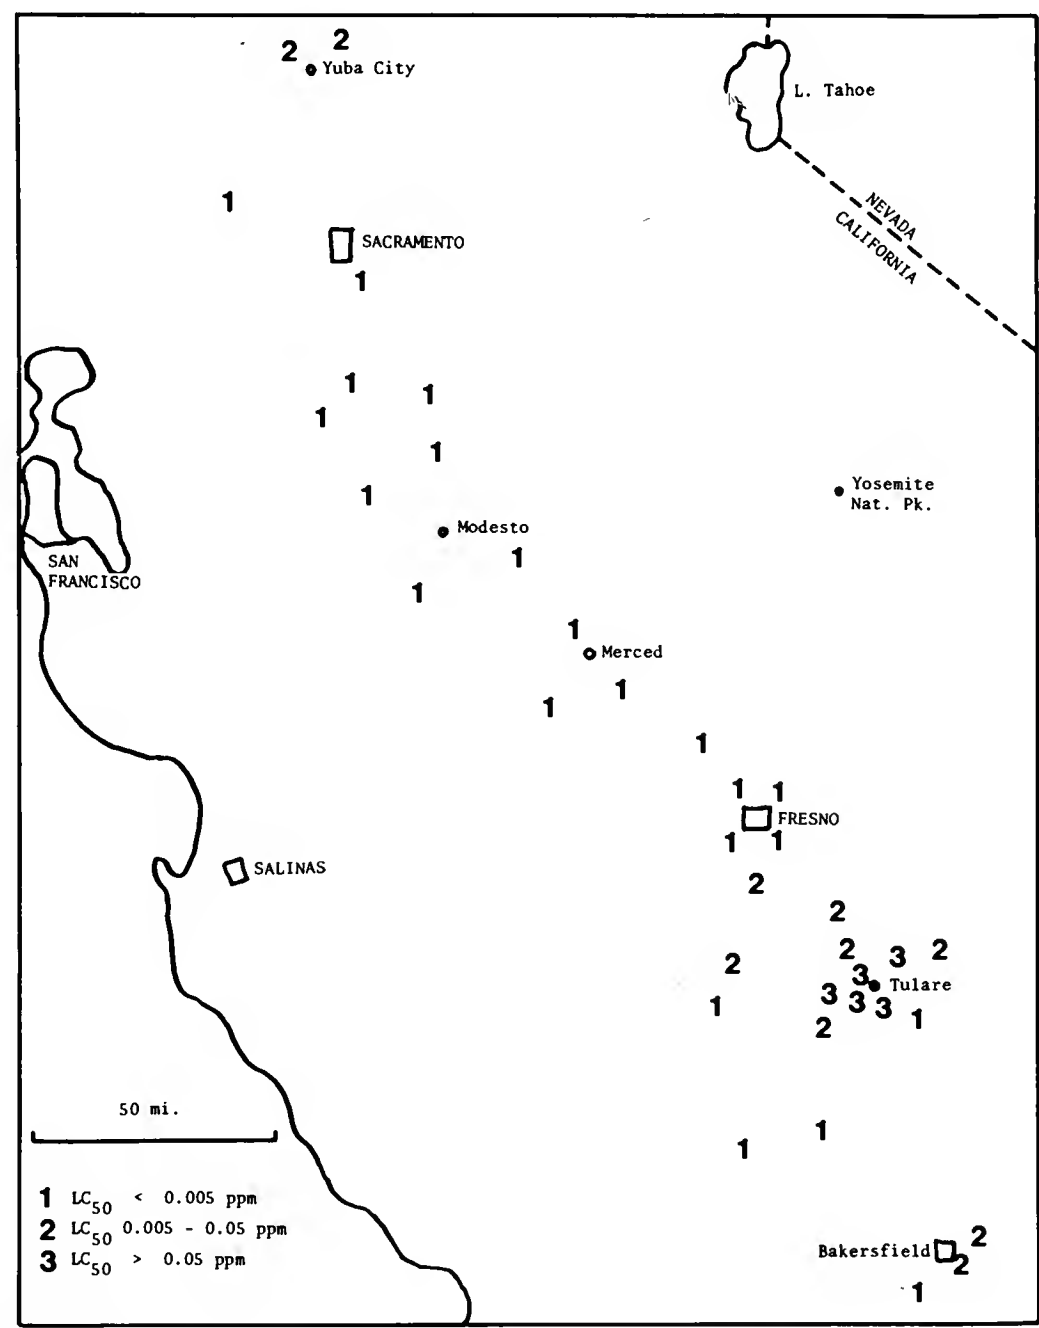 2 2
Yuba City
L. Tahoe
1
NEVADA
CALIFORNIA
SACRAMENTO
1
1
1
1
1
1
Yosemite
Nat. Pk.
Modesto
1
SAN
FRANCISCO
1
1
Merced
1
1
1
1 1
FRESNO
1 1
SALINAS
2
2
2 3 2
2
3
Tulare
3 3 3
1
2
1
50 mi.
1
1
1 LC50 < 0.005 ppm
2 LC50 0.005 - 0.05 ppm
3 LC50 > 0.05 ppm
Bakersfield
2
2
1